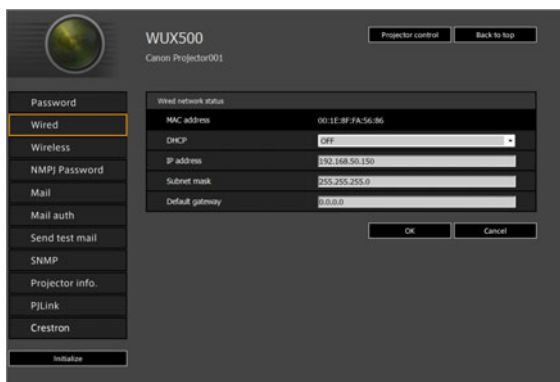 WUX500
Canon Projector001
Projector control
Back to top
Password
Wired
Wireless
NMPJ Password
Mail
Mail auth
Send test mail
SNMP
Projector info.
PJLink
Crestron
Initialize
Wired network status
MAC address 00:1E:8F:FA:56:86
DHCP OFF
IP address 192.168.50.150
Subnet mask 255.255.255.0
Default gateway 0.0.0.0
OK
Cancel